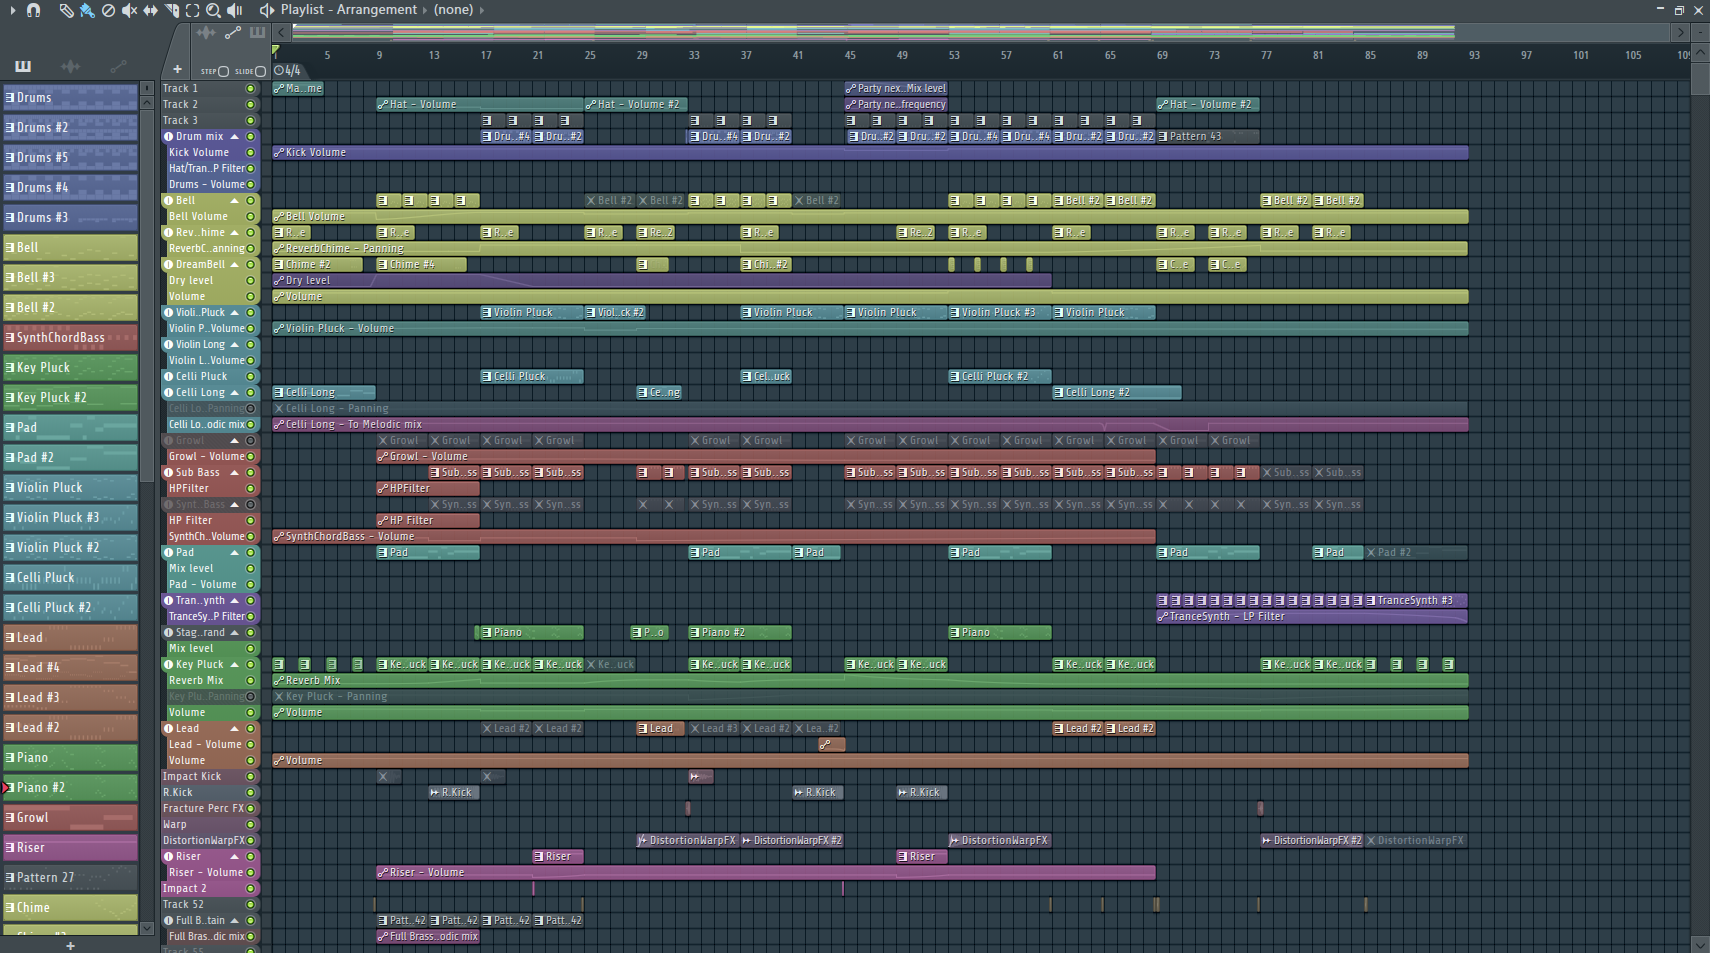 Playlist - Arrangement › (none) ›
STEP SLIDE
1 5 9 13 17 21 25 29 33 37 41 45 49 53 57 61 65 69 73 77 81 85 89 93 97 101 105 109
4/4
Drums
Drums #2
Drums #5
Drums #4
Drums #3
Bell
Bell #3
Bell #2
SynthChordBass
Key Pluck
Key Pluck #2
Pad
Pad #2
Violin Pluck
Violin Pluck #3
Violin Pluck #2
Celli Pluck
Celli Pluck #2
Lead
Lead #4
Lead #3
Lead #2
Piano
Piano #2
Growl
Riser
Pattern 27
Chime
Track 1 Ma..me Party nex..Mix level
Track 2 Hat - Volume Hat - Volume #2 Party ne..frequency Hat - Volume #2
Track 3
Drum mix Dru..#4 Dru..#2 Dru..#4 Dru..#2 Dru..#2 Dru..#2 Dru..#4 Dru..#4 Dru..#2 Dru..#2 Pattern 43
Kick Volume Kick Volume
Hat/Tran..P Filter
Drums - Volume
Bell Bell #2 Bell #2 Bell #2 Bell #2 Bell #2 Bell #2 Bell #2
Bell Volume Bell Volume
Rev..hime R..e R..e R..e R..e Re..2 R..e Re..2 R..e R..e R..e R..e R..e R..e
ReverbC..anning ReverbChime - Panning
DreamBell Chime #2 Chime #4 Chi..#2 C..e C..e
Dry level Dry level
Volume Volume
Violi..Pluck Violin Pluck Viol..ck #2 Violin Pluck Violin Pluck Violin Pluck #3 Violin Pluck
Violin P..Volume Violin Pluck - Volume
Violin Long
Violin L..Volume
Celli Pluck Celli Pluck Cel..uck Celli Pluck #2
Celli Long Celli Long Ce..ng Celli Long #2
Celli Lo..Panning Celli Long - Panning
Celli Lo..odic mix Celli Long - To Melodic mix
Growl Growl Growl Growl Growl Growl Growl Growl Growl Growl Growl Growl Growl Growl Growl
Growl - Volume Growl - Volume
Sub Bass Sub..ss Sub..ss Sub..ss Sub..ss Sub..ss Sub..ss Sub..ss Sub..ss Sub..ss Sub..ss Sub..ss Sub..ss Sub..ss
HPFilter HPFilter
Synt..Bass Syn..ss Syn..ss Syn..ss Syn..ss Syn..ss Syn..ss Syn..ss Syn..ss Syn..ss Syn..ss Syn..ss Syn..ss Syn..ss
HP Filter HP Filter
SynthCh..Volume SynthChordBass - Volume
Pad Pad Pad Pad Pad Pad Pad Pad #2
Mix level
Pad - Volume
Tran..ynth TranceSynth #3
TranceSy..P Filter TranceSynth - LP Filter
Stag..rand Piano P..o Piano #2 Piano
Mix level
Key Pluck Ke..uck Ke..uck Ke..uck Ke..uck Ke..uck Ke..uck Ke..uck Ke..uck Ke..uck Ke..uck Ke..uck Ke..uck Ke..uck
Reverb Mix Reverb Mix
Key Plu..Panning Key Pluck - Panning
Volume Volume
Lead Lead #2 Lead #2 Lead Lead #3 Lead #2 Lea..#2 Lead #2 Lead #2
Lead - Volume
Volume Volume
Impact Kick
R.Kick R.Kick R.Kick R.Kick
Fracture Perc FX
Warp
DistortionWarpFX DistortionWarpFX DistortionWarpFX #2 DistortionWarpFX DistortionWarpFX #2 DistortionWarpFX
Riser Riser Riser
Riser - Volume Riser - Volume
Impact 2
Track 52
Full B..tain Patt..42 Patt..42 Patt..42 Patt..42
Full Bras..odic mix Full Brass..odic mix
Track 55